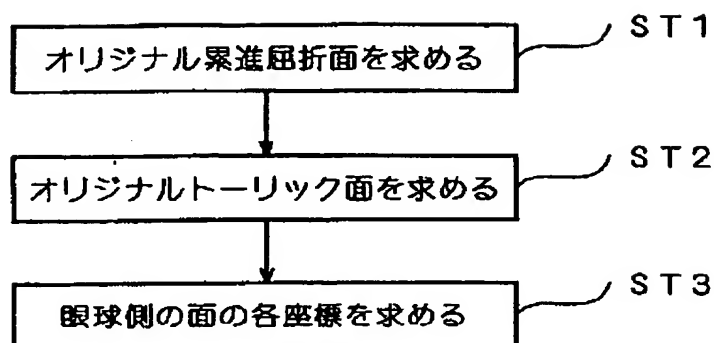 ST1
オリジナル累進屈折面を求める
ST2
オリジナルトーリック面を求める
ST3
眼球側の面の各座標を求める